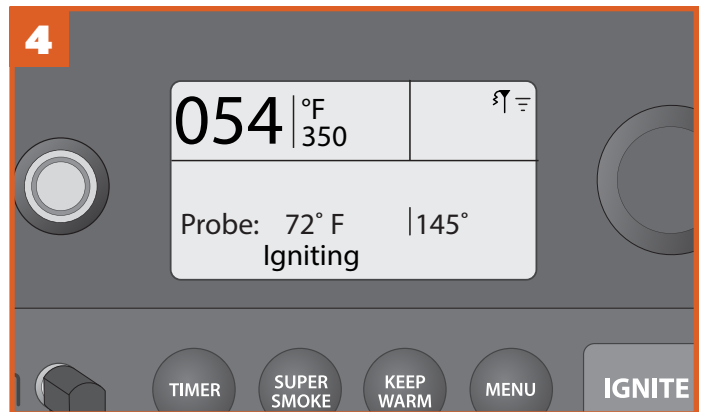 4
054 °F
350
Probe: 72° F 145°
Igniting
TIMER
SUPER
SMOKE
KEEP
WARM
MENU
IGNITE